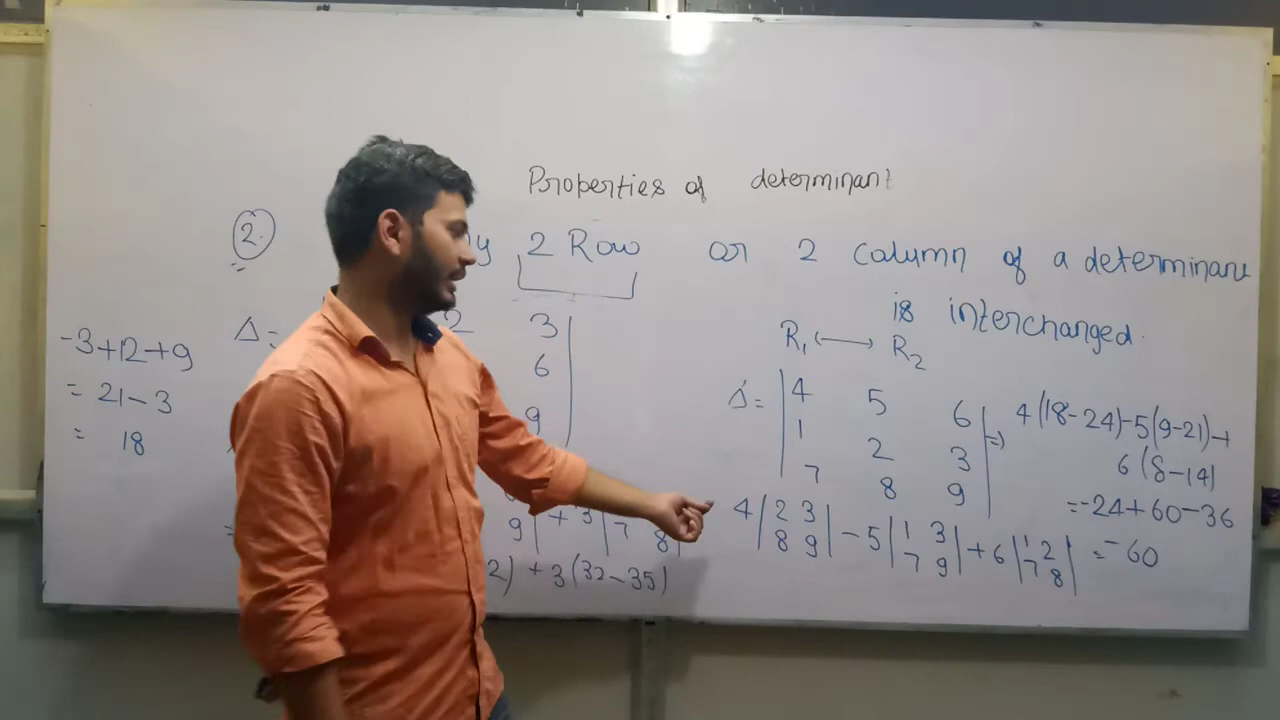 Properties of determinant
2. 2 Row or 2 column of a determinant
is interchanged.
R₁ ⟷ R₂
Δ= 2 3
6
9
-3+12+9
= 21-3
= 18
Δ'= | 4 5 6 | ⇒ 4(18-24)-5(9-21)+
1 2 3 6(8-14)
7 8 9 =-24+60-36
4 | 2 3 | - 5 | 1 3 | + 6 | 1 2 | = -60
8 9 7 9 7 8
9 | + 3 | 7 8 |
2) + 3(32-35)